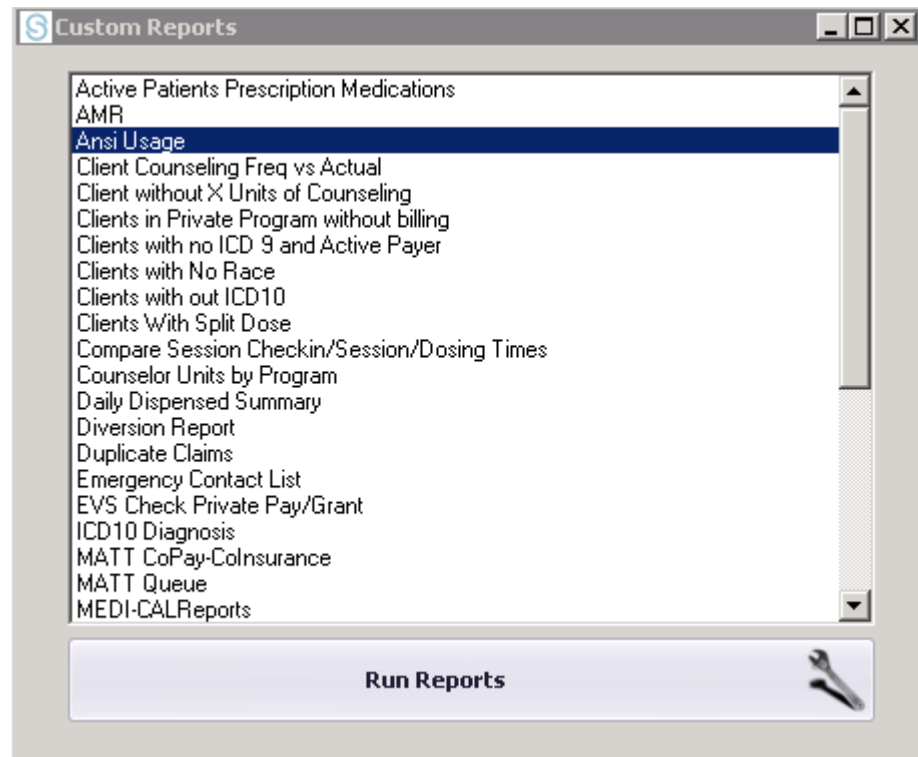 Custom Reports
Active Patients Prescription Medications
AMR
Ansi Usage
Client Counseling Freq vs Actual
Client without X Units of Counseling
Clients in Private Program without billing
Clients with no ICD 9 and Active Payer
Clients with No Race
Clients with out ICD10
Clients With Split Dose
Compare Session Checkin/Session/Dosing Times
Counselor Units by Program
Daily Dispensed Summary
Diversion Report
Duplicate Claims
Emergency Contact List
EVS Check Private Pay/Grant
ICD10 Diagnosis
MATT CoPay-CoInsurance
MATT Queue
MEDI-CALReports
Run Reports